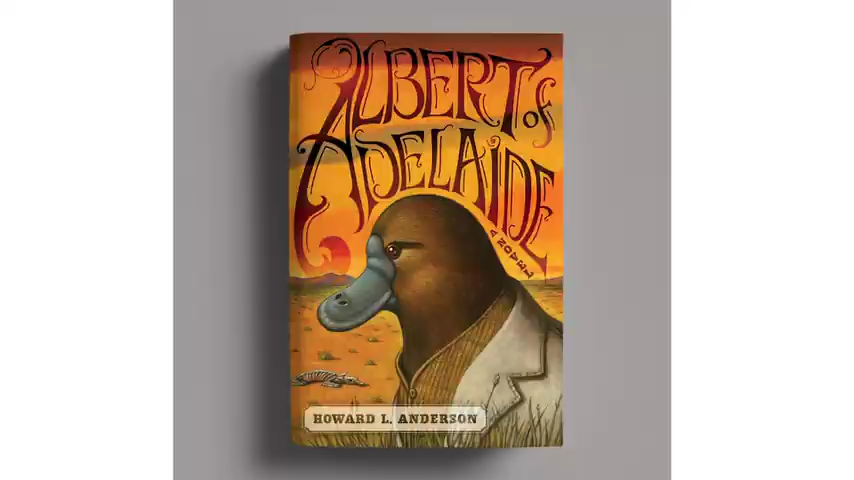 ALBERT of
ADELAIDE
A NOVEL
HOWARD L. ANDERSON